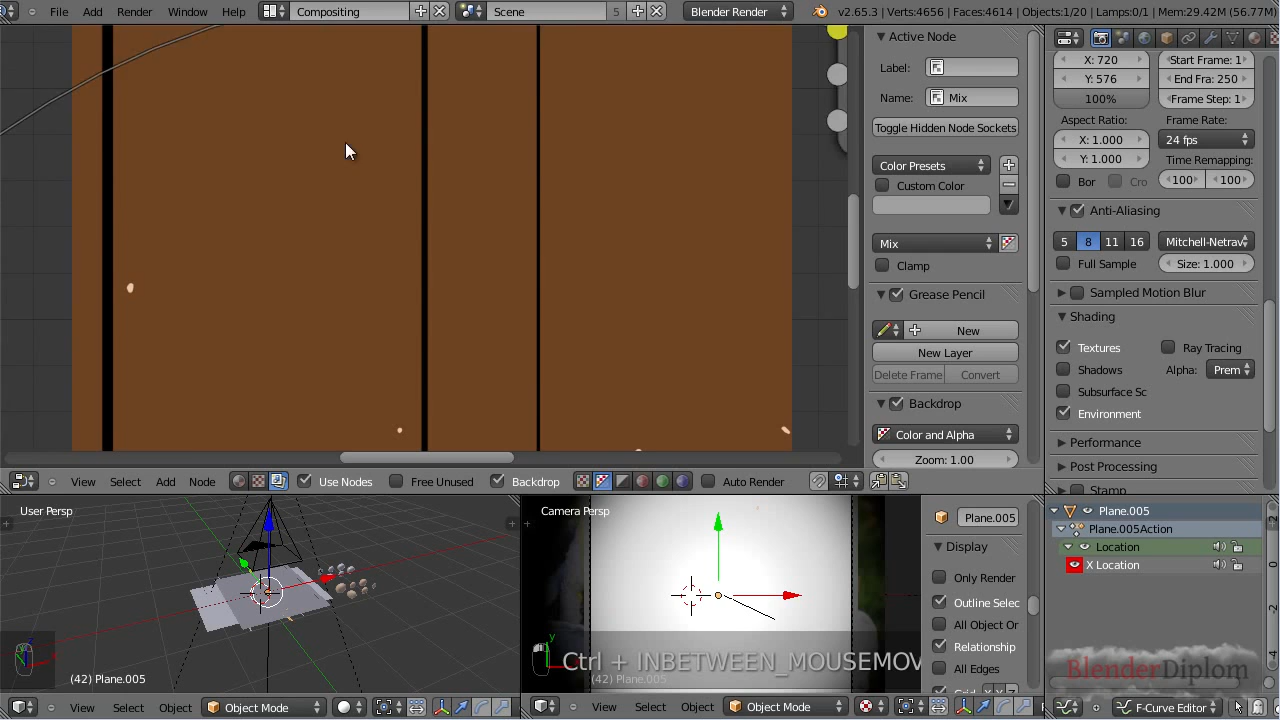 File Add Render Window Help Compositing Scene 5 Blender Render v2.65.3 | Verts:4656 | Faces:4614 | Objects:1/20 | Lamps:0/1 | Mem:29.42M (56.77M)
Active Node
Label:
Name: Mix
Toggle Hidden Node Sockets
Color Presets
Custom Color
Mix
Clamp
Grease Pencil
New
New Layer
Delete Frame Convert
Backdrop
Color and Alpha
Zoom: 1.00
X: 720 Start Frame: 1
Y: 576 End Fra: 250
100% Frame Step: 1
Aspect Ratio: Frame Rate:
X: 1.000 24 fps
Y: 1.000 Time Remapping:
Bor Cro 100 100
Anti-Aliasing
5 8 11 16 Mitchell-Netrav
Full Sample Size: 1.000
Sampled Motion Blur
Shading
Textures Ray Tracing
Shadows Alpha: Prem
Subsurface Sc
Environment
Performance
Post Processing
Stamp
View Select Add Node Use Nodes Free Unused Backdrop Auto Render
User Persp
(42) Plane.005
Camera Persp
Ctrl + INBETWEEN_MOUSEMOV
(42) Plane.005
Plane.005
Display
Only Render
Outline Selec
All Object Or
Relationship
All Edges
Plane.005
Plane.005Action
Location
X Location
BlenderDiplom
View Select Object Object Mode
View Select Object Object Mode
F-Curve Editor